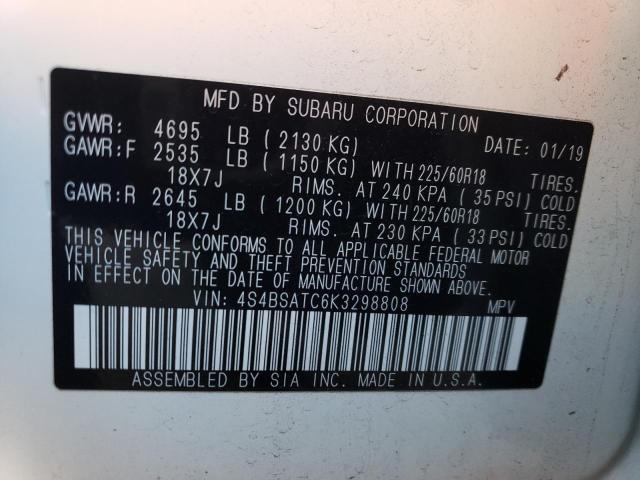 MFD BY SUBARU CORPORATION
GVWR: 4695 LB ( 2130 KG) DATE: 01/19
GAWR:F 2535 LB ( 1150 KG) WITH 225/60R18 TIRES.
18X7J RIMS. AT 240 KPA ( 35 PSI) COLD
GAWR:R 2645 LB ( 1200 KG) WITH 225/60R18 TIRES.
18X7J RIMS. AT 230 KPA ( 33 PSI) COLD
THIS VEHICLE CONFORMS TO ALL APPLICABLE FEDERAL MOTOR
VEHICLE SAFETY AND THEFT PREVENTION STANDARDS
IN EFFECT ON THE DATE OF MANUFACTURE SHOWN ABOVE.
VIN: 4S4BSATC6K3298808 MPV
ASSEMBLED BY SIA INC. MADE IN U.S.A.